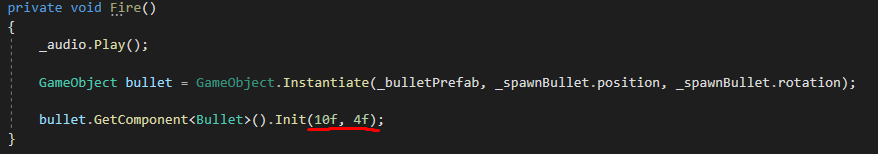 private void Fire()
{
_audio.Play();
GameObject bullet = GameObject.Instantiate(_bulletPrefab, _spawnBullet.position, _spawnBullet.rotation);
bullet.GetComponent<Bullet>().Init(10f, 4f);
}